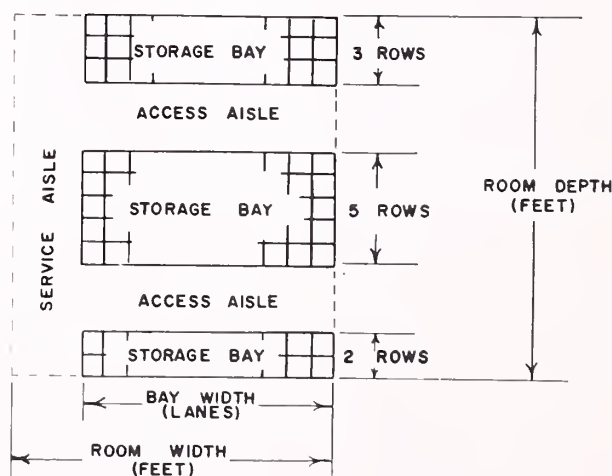 STORAGE BAY
3 ROWS
ACCESS AISLE
SERVICE AISLE
STORAGE BAY
5 ROWS
ROOM DEPTH
(FEET)
ACCESS AISLE
STORAGE BAY
2 ROWS
BAY WIDTH
(LANES)
ROOM WIDTH
(FEET)